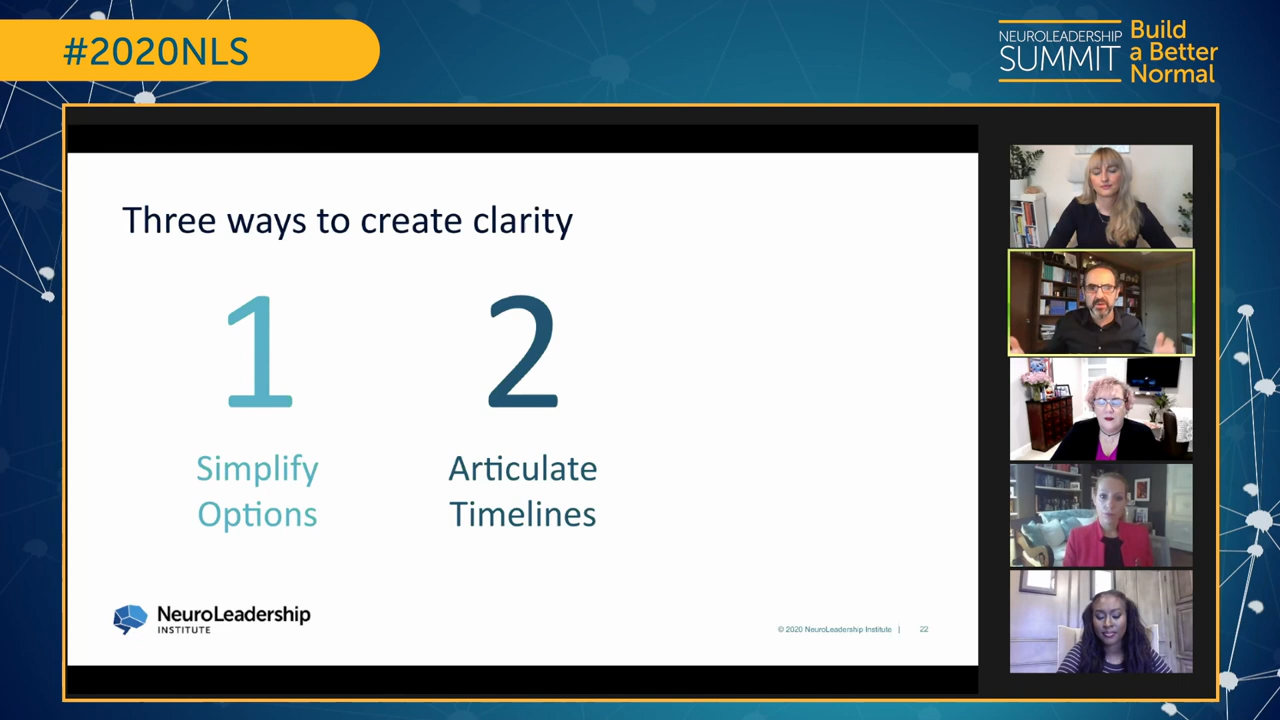 #2020NLS
NEUROLEADERSHIP
SUMMIT
Build
a Better
Normal
Three ways to create clarity
1
2
Simplify
Options
Articulate
Timelines
NeuroLeadership
INSTITUTE
© 2020 NeuroLeadership Institute | 22